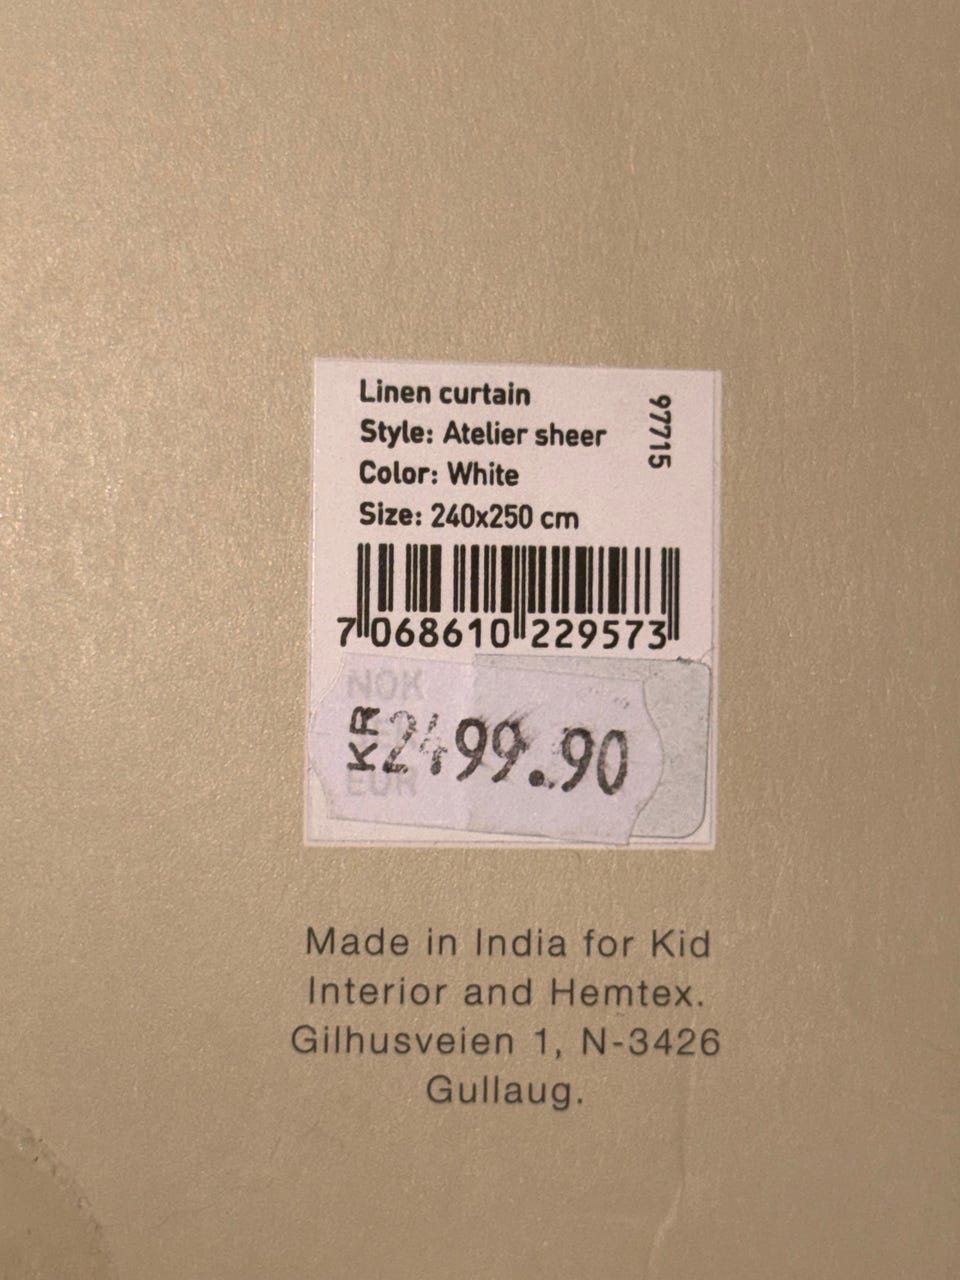 Linen curtain
Style: Atelier sheer
Color: White
Size: 240x250 cm
97715
7 068610 229573
NOK
KR 2499.90
EUR
Made in India for Kid
Interior and Hemtex.
Gilhusveien 1, N-3426
Gullaug.